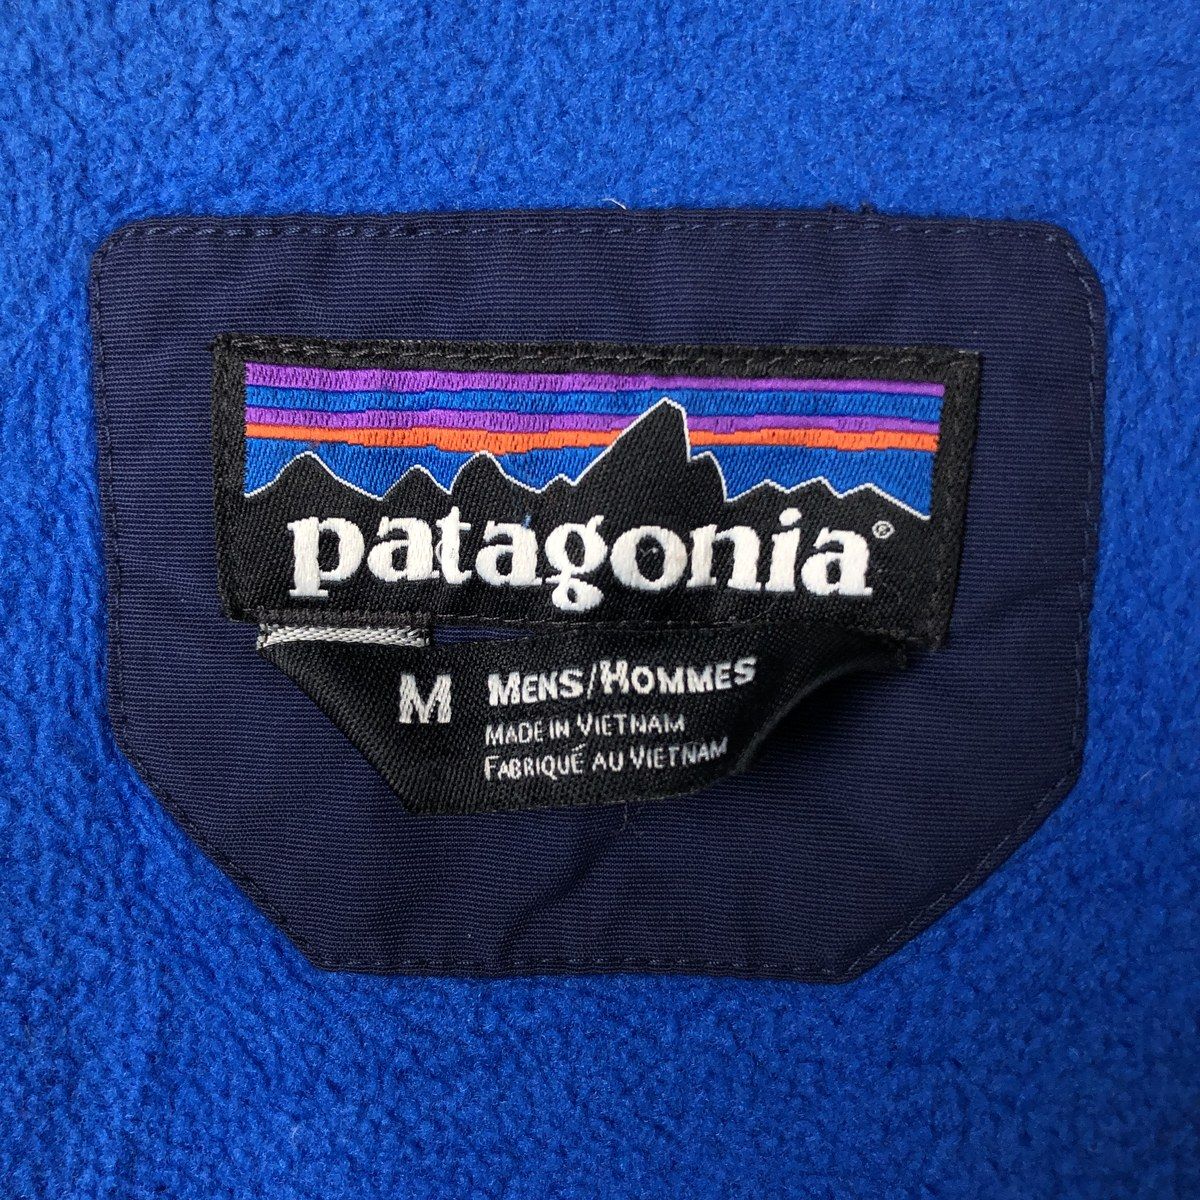 patagonia®
M MENS/HOMMES
MADE IN VIETNAM
FABRIQUÉ AU VIETNAM